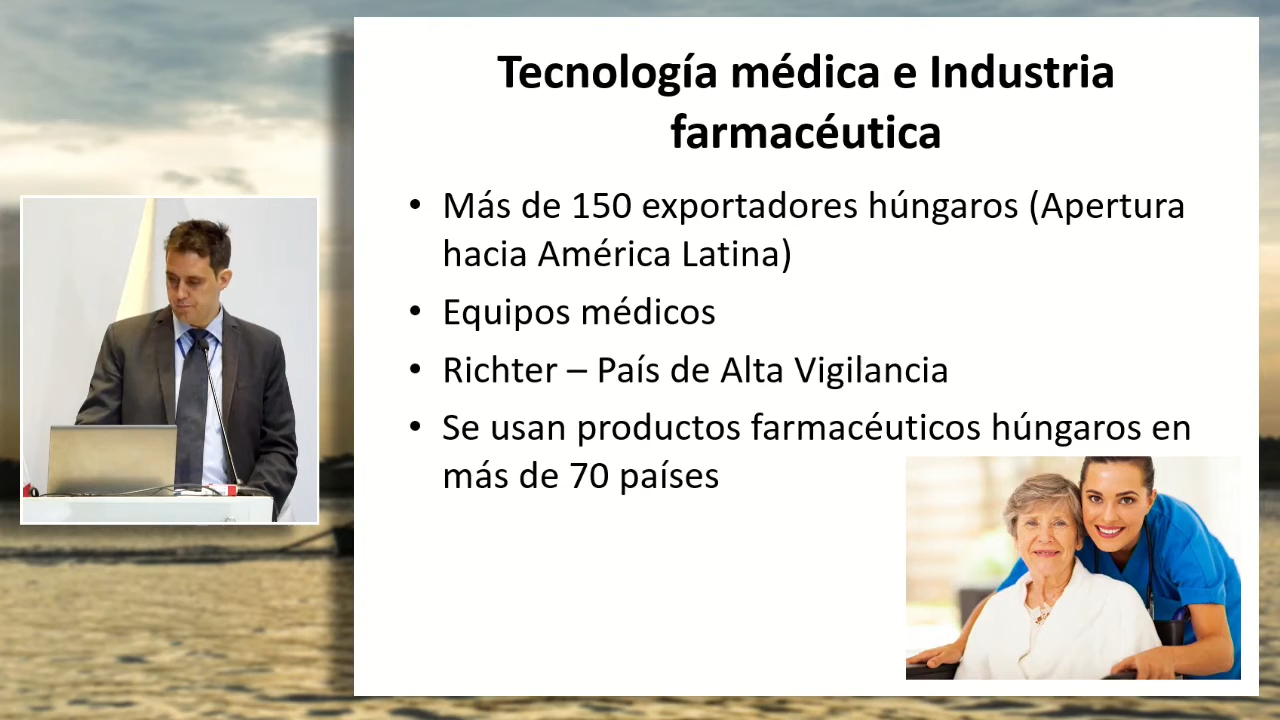 Tecnología médica e Industria
farmacéutica
• Más de 150 exportadores húngaros (Apertura
hacia América Latina)
• Equipos médicos
• Richter – País de Alta Vigilancia
• Se usan productos farmacéuticos húngaros en
más de 70 países